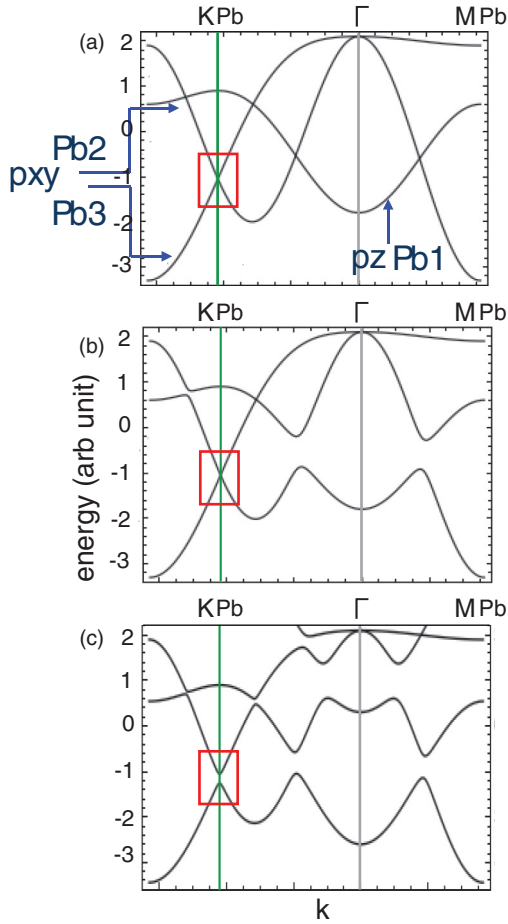 KPb Γ MPb
(a)
2
1
0
Pb2
pxy
-1
Pb3
-2
pz Pb1
-3
KPb Γ MPb
(b)
2
1
0
-1
-2
-3
energy (arb unit)
KPb Γ MPb
(c)
2
1
0
-1
-2
-3
k